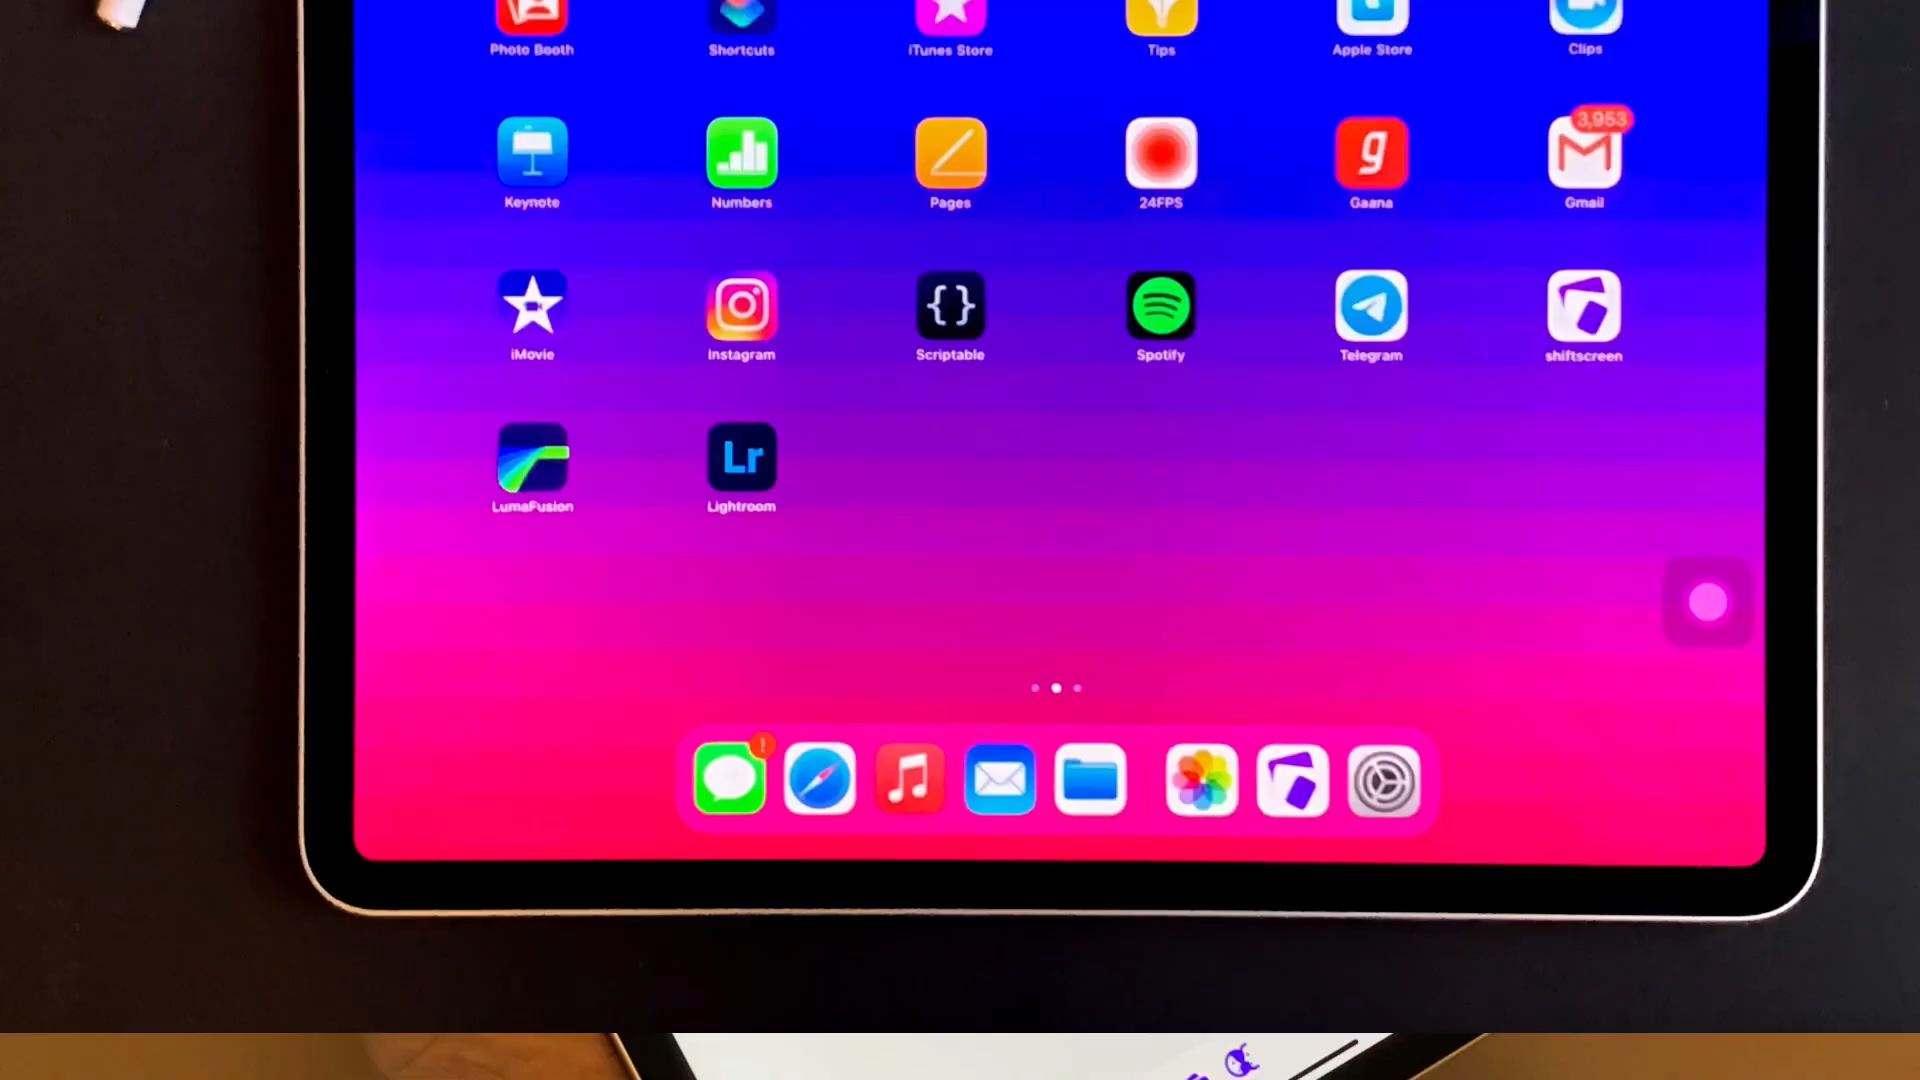 Photo Booth
Shortcuts
iTunes Store
Tips
Apple Store
Clips
3,953
Keynote
Numbers
Pages
24FPS
g
Gaana
Gmail
iMovie
Instagram
{}
Scriptable
Spotify
Telegram
shiftscreen
LumaFusion
Lr
Lightroom
!